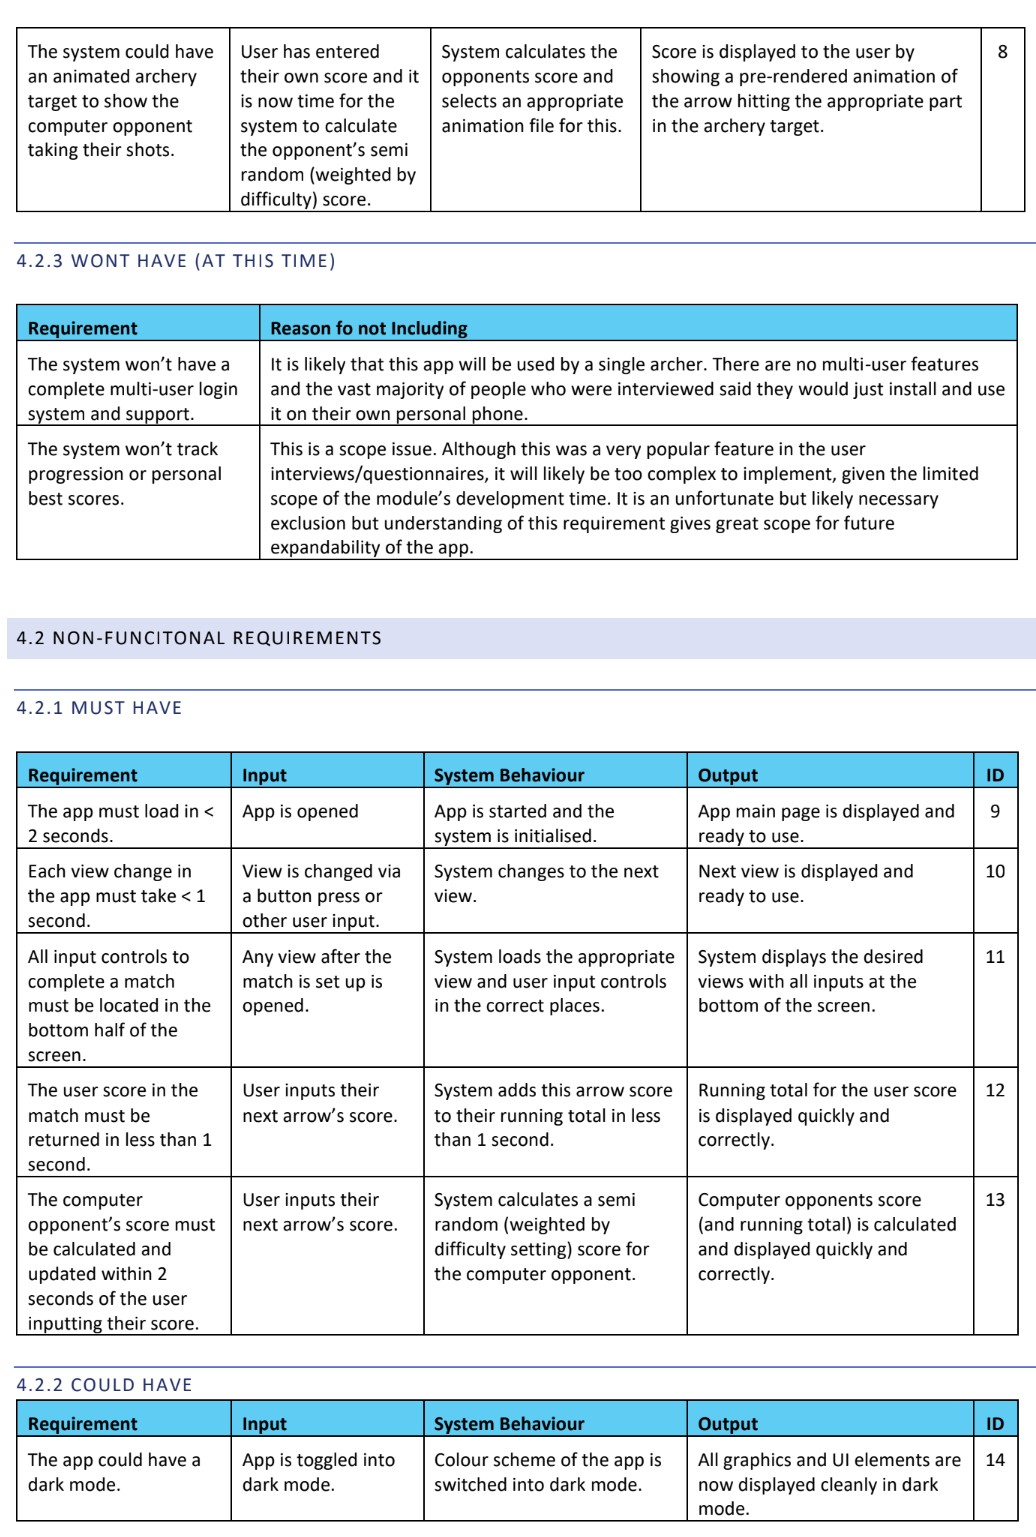 The system could have
an animated archery
target to show the
computer opponent
taking their shots.
User has entered
their own score and it
is now time for the
system to calculate
the opponent's semi
random (weighted by
difficulty) score.
System calculates the
opponents score and
selects an appropriate
animation file for this.
Score is displayed to the user by
showing a pre-rendered animation of
the arrow hitting the appropriate part
in the archery target.
8
4.2.3 WONT HAVE (AT THIS TIME)
Requirement
Reason fo not Including
The system won't have a
complete multi-user login
system and support.
It is likely that this app will be used by a single archer. There are no multi-user features
and the vast majority of people who were interviewed said they would just install and use
it on their own personal phone.
The system won't track
progression or personal
best scores.
This is a scope issue. Although this was a very popular feature in the user
interviews/questionnaires, it will likely be too complex to implement, given the limited
scope of the module's development time. It is an unfortunate but likely necessary
exclusion but understanding of this requirement gives great scope for future
expandability of the app.
4.2 NON-FUNCITONAL REQUIREMENTS
4.2.1 MUST HAVE
Requirement
Input
System Behaviour
Output
ID
The app must load in <
2 seconds.
App is opened
App is started and the
system is initialised.
App main page is displayed and
ready to use.
9
Each view change in
the app must take < 1
second.
View is changed via
a button press or
other user input.
System changes to the next
view.
Next view is displayed and
ready to use.
10
All input controls to
complete a match
must be located in the
bottom half of the
screen.
Any view after the
match is set up is
opened.
System loads the appropriate
view and user input controls
in the correct places.
System displays the desired
views with all inputs at the
bottom of the screen.
11
The user score in the
match must be
returned in less than 1
second.
User inputs their
next arrow's score.
System adds this arrow score
to their running total in less
than 1 second.
Running total for the user score
is displayed quickly and
correctly.
12
The computer
opponent's score must
be calculated and
updated within 2
seconds of the user
inputting their score.
User inputs their
next arrow's score.
System calculates a semi
random (weighted by
difficulty setting) score for
the computer opponent.
Computer opponents score
(and running total) is calculated
and displayed quickly and
correctly.
13
4.2.2 COULD HAVE
Requirement
Input
System Behaviour
Output
ID
The app could have a
dark mode.
App is toggled into
dark mode.
Colour scheme of the app is
switched into dark mode.
All graphics and UI elements are
now displayed cleanly in dark
mode.
14